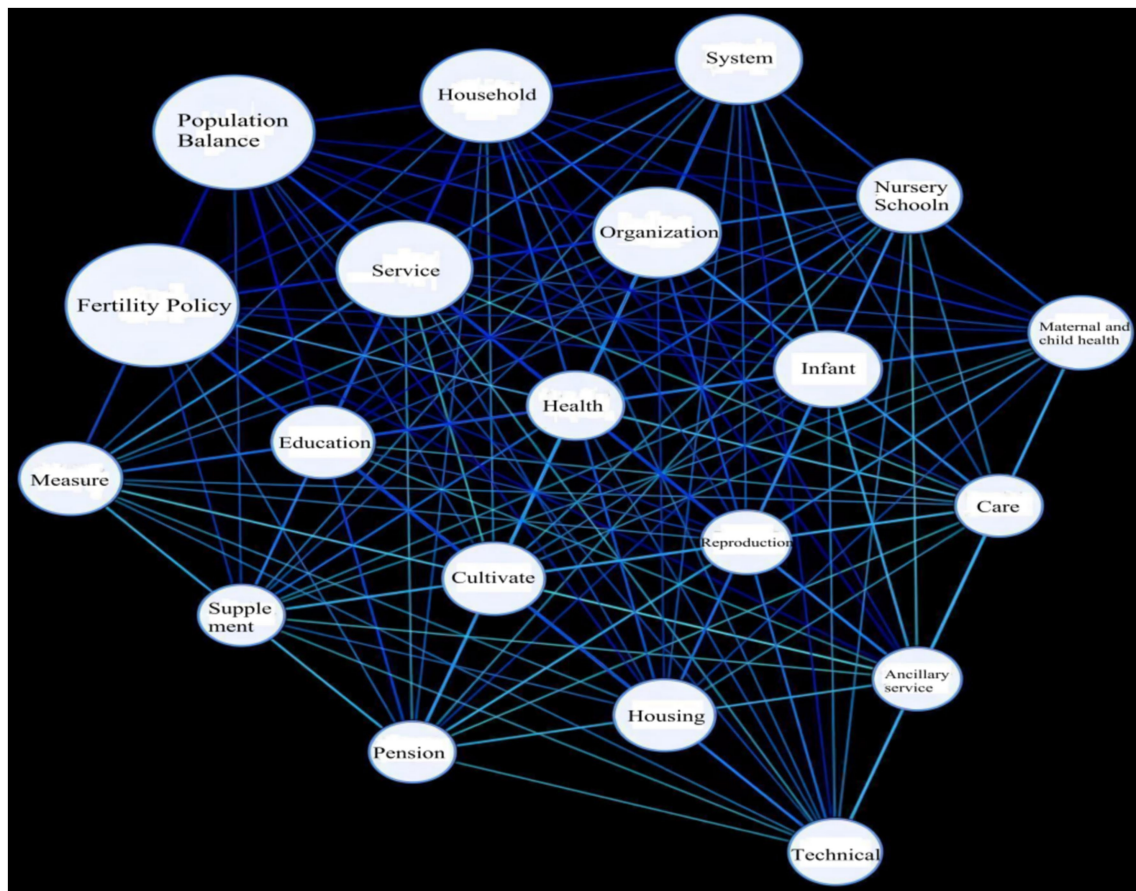 System
Household
Population
Balance
Nursery
Schooln
Organization
Service
Fertility Policy
Maternal and
child health
Infant
Health
Education
Measure
Care
Reproduction
Cultivate
Supple
ment
Ancillary
service
Housing
Pension
Technical